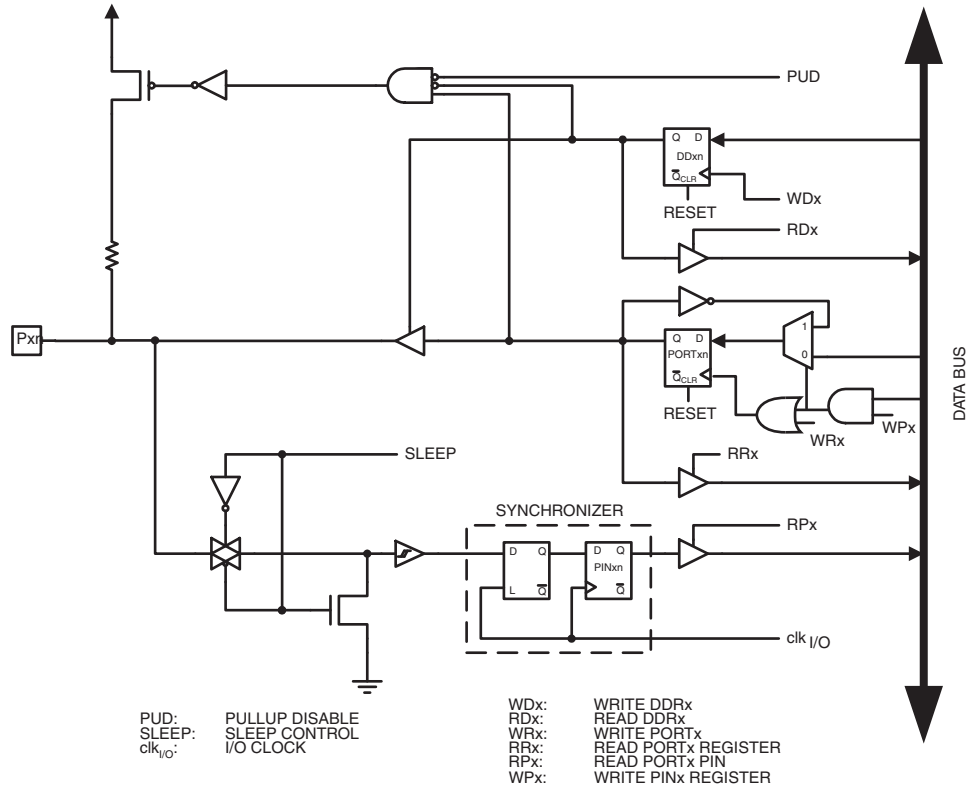 PUD
Q D
DDxn
Q CLR
WDx
RESET
RDx
Pxn
1
Q D
PORTxn
0
Q CLR
RESET
WRx
WPx
DATA BUS
SLEEP
RRx
SYNCHRONIZER
RPx
D Q
D Q
PINxn
L Q
Q
clk I/O
PUD: PULLUP DISABLE
SLEEP: SLEEP CONTROL
clkI/O: I/O CLOCK
WDx: WRITE DDRx
RDx: READ DDRx
WRx: WRITE PORTx
RRx: READ PORTx REGISTER
RPx: READ PORTx PIN
WPx: WRITE PINx REGISTER